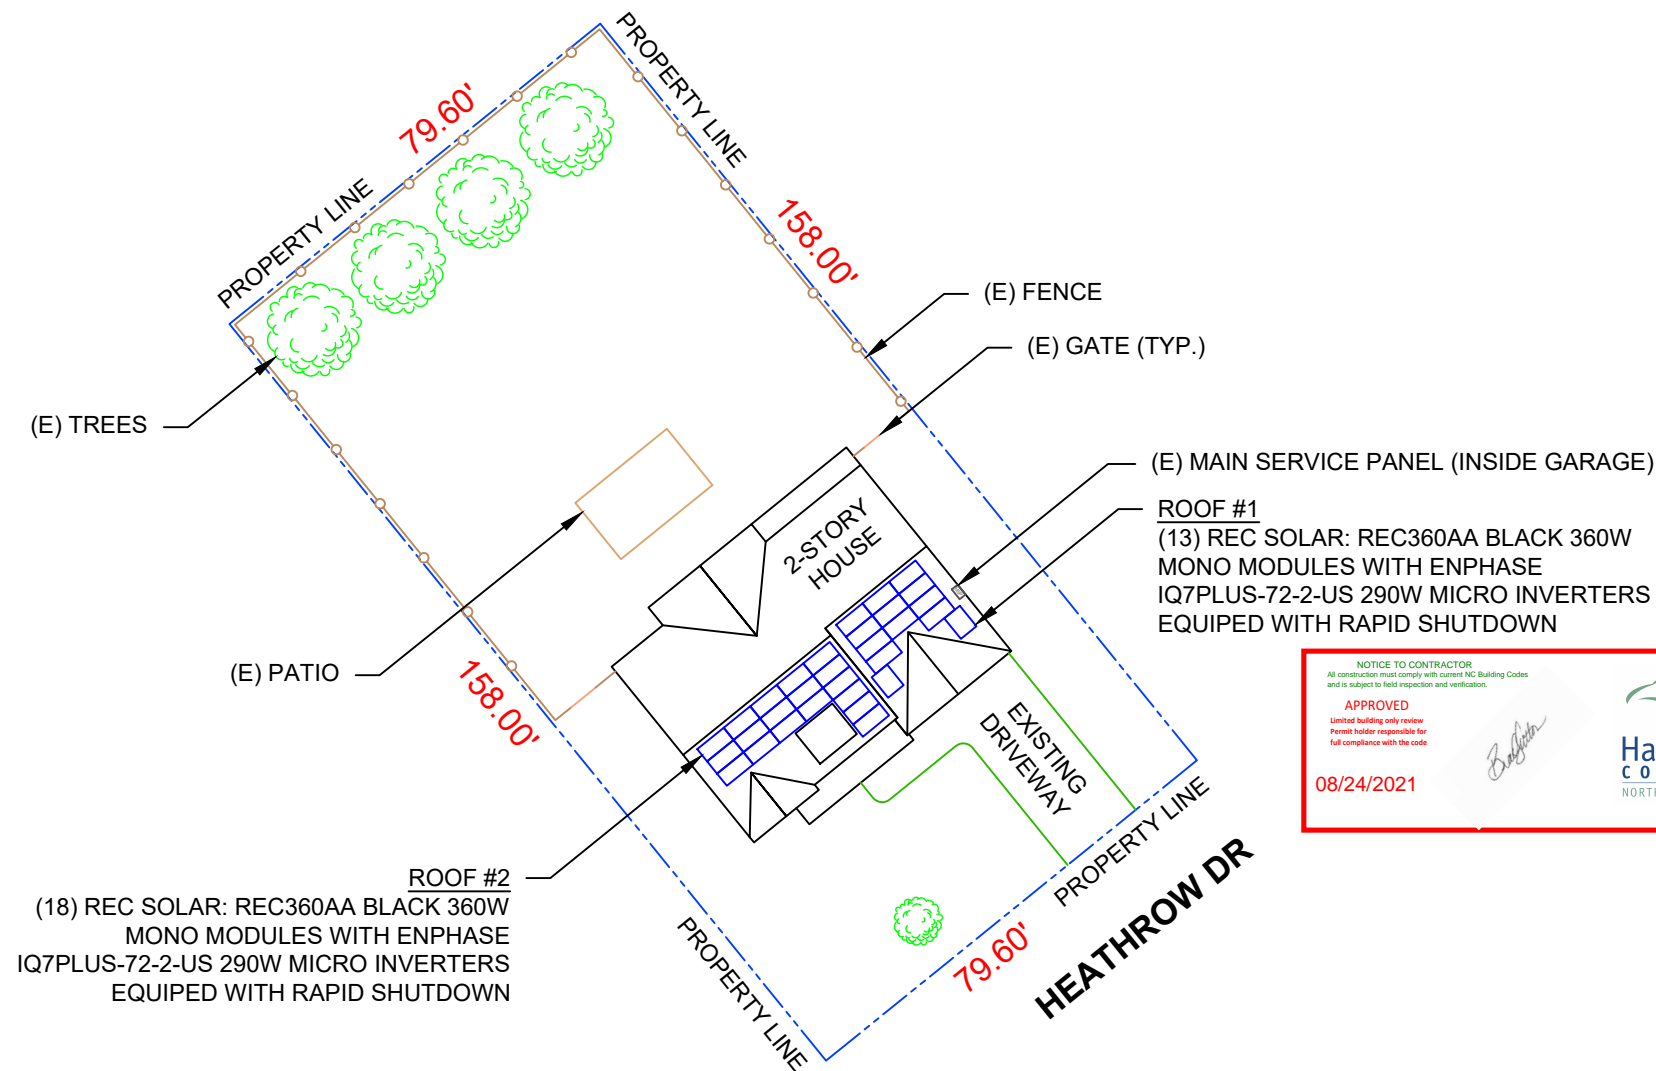 PROPERTY LINE
79.60'
PROPERTY LINE
158.00'
(E) FENCE
(E) GATE (TYP.)
(E) TREES
(E) MAIN SERVICE PANEL (INSIDE GARAGE)
2-STORY
HOUSE
ROOF #1
(13) REC SOLAR: REC360AA BLACK 360W
MONO MODULES WITH ENPHASE
IQ7PLUS-72-2-US 290W MICRO INVERTERS
EQUIPED WITH RAPID SHUTDOWN
(E) PATIO
158.00'
NOTICE TO CONTRACTOR
All construction must comply with current NC Building Codes
and is subject to field inspection and verification.
APPROVED
Limited building only review
Permit holder responsible for
full compliance with the code
08/24/2021
Ha
CO
NORTH
EXISTING
DRIVEWAY
PROPERTY LINE
ROOF #2
(18) REC SOLAR: REC360AA BLACK 360W
MONO MODULES WITH ENPHASE
IQ7PLUS-72-2-US 290W MICRO INVERTERS
EQUIPED WITH RAPID SHUTDOWN
PROPERTY LINE
79.60'
HEATHROW DR